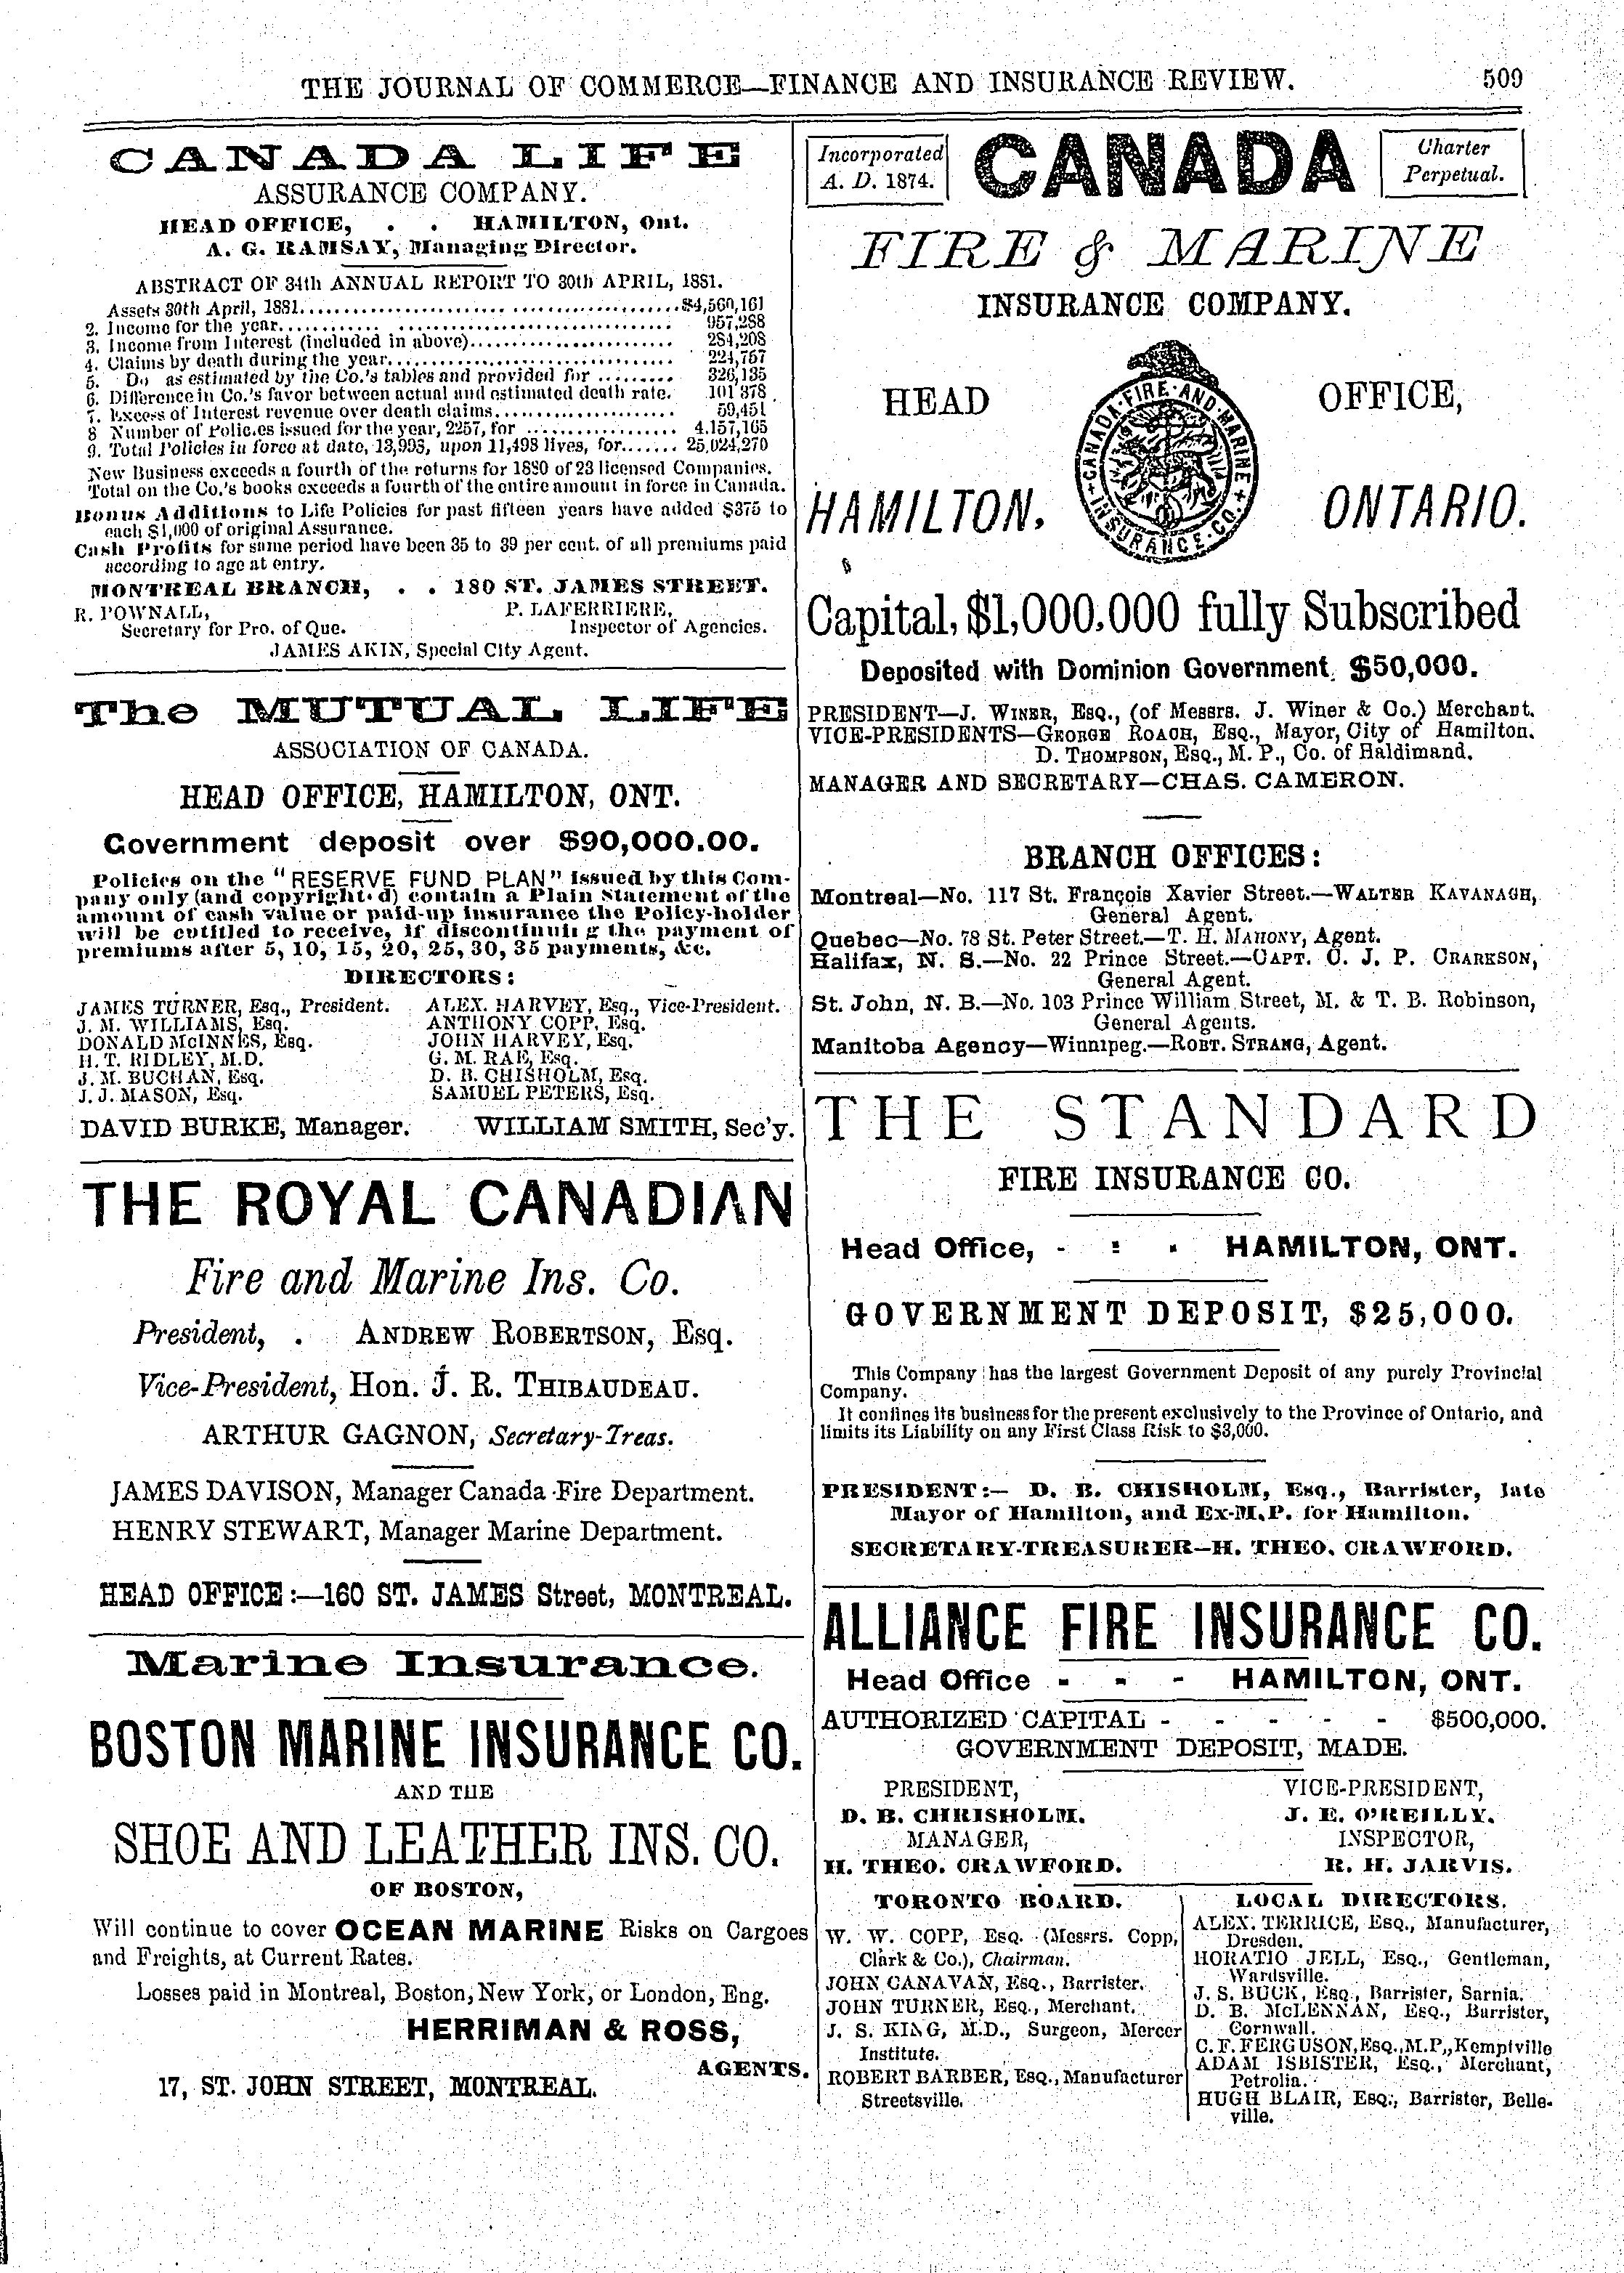 THE JOURNAL OF COMMERCE—FINANCE AND INSURANCE REVIEW. 509
CANADA LIFE
ASSURANCE COMPANY.
HEAD OFFICE, . . HAMILTON, Ont.
A. G. RAMSAY, Managing Director.
ABSTRACT OF 34th ANNUAL REPORT TO 30th APRIL, 1881.
Assets 30th April, 1881. $4,560,161
2. Income for the year. 957,288
3. Income from Interest (included in above) 284,208
4. Claims by death during the year. 224,757
5. Do as estimated by the Co.'s tables and provided for 326,135
6. Difference in Co.'s favor between actual and estimated death rate. 101 378
7. Excess of Interest revenue over death claims. 59,451
8 Number of Policies issued for the year, 2257, for 4.157,165
9. Total Policies in force at date, 13,993, upon 11,498 lives, for 25,024,270
New Business exceeds a fourth of the returns for 1880 of 23 licensed Companies.
Total on the Co.'s books exceeds a fourth of the entire amount in force in Canada.
Bonus Additions to Life Policies for past fifteen years have added $375 to
each $1,000 of original Assurance.
Cash Profits for same period have been 35 to 39 per cent. of all premiums paid
according to age at entry.
MONTREAL BRANCH, . . 180 ST. JAMES STREET.
R. POWNALL, P. LAFERRIERE,
Secretary for Pro. of Que. Inspector of Agencies.
JAMES AKIN, Special City Agent.
The MUTUAL LIFE
ASSOCIATION OF CANADA.
HEAD OFFICE, HAMILTON, ONT.
Government deposit over $90,000.00.
Policies on the "RESERVE FUND PLAN" issued by this Com-
pany only (and copyright.d) contain a Plain Statement of the
amount of cash value or paid-up insurance the Policy-holder
will be entitled to receive, if discontinuing the payment of
premiums after 5, 10, 15, 20, 25, 30, 35 payments, &c.
DIRECTORS:
JAMES TURNER, Esq., President. ALEX. HARVEY, Esq., Vice-President.
J. M. WILLIAMS, Esq. ANTHONY COPP, Esq.
DONALD McINNES, Esq. JOHN HARVEY, Esq.
H. T. RIDLEY, M.D. G. M. RAE, Esq.
J. M. BUCHAN, Esq. D. B. CHISHOLM, Esq.
J. J. MASON, Esq. SAMUEL PETERS, Esq.
DAVID BURKE, Manager. WILLIAM SMITH, Sec'y.
THE ROYAL CANADIAN
Fire and Marine Ins. Co.
President, . ANDREW ROBERTSON, Esq.
Vice-President, Hon. J. R. THIBAUDEAU.
ARTHUR GAGNON, Secretary-Treas.
JAMES DAVISON, Manager Canada Fire Department.
HENRY STEWART, Manager Marine Department.
HEAD OFFICE:—160 ST. JAMES Street, MONTREAL.
Marine Insurance.
BOSTON MARINE INSURANCE CO.
AND THE
SHOE AND LEATHER INS. CO.
OF BOSTON,
Will continue to cover OCEAN MARINE Risks on Cargoes
and Freights, at Current Rates.
Losses paid in Montreal, Boston, New York, or London, Eng.
HERRIMAN & ROSS,
AGENTS.
17, ST. JOHN STREET, MONTREAL.
Incorporated
A. D. 1874.
CANADA
Charter
Perpetual.
FIRE & MARINE
INSURANCE COMPANY.
HEAD OFFICE,
CANADA FIRE AND MARINE INSURANCE CO.
HAMILTON, ONTARIO.
Capital, $1,000,000 fully Subscribed
Deposited with Dominion Government, $50,000.
PRESIDENT—J. WINER, ESQ., (of Messrs. J. Winer & Co.) Merchant.
VICE-PRESIDENTS—GEORGE ROACH, ESQ., Mayor, City of Hamilton.
D. THOMPSON, ESQ., M. P., Co. of Haldimand.
MANAGER AND SECRETARY—CHAS. CAMERON.
BRANCH OFFICES:
Montreal—No. 117 St. François Xavier Street.—WALTER KAVANAGH,
General Agent.
Quebec—No. 78 St. Peter Street.—T. H. MAHONY, Agent.
Halifax, N. S.—No. 22 Prince Street.—CAPT. C. J. P. CRARKSON,
General Agent.
St. John, N. B.—No. 103 Prince William Street, M. & T. B. Robinson,
General Agents.
Manitoba Agency—Winnipeg.—ROBT. STRANG, Agent.
THE STANDARD
FIRE INSURANCE CO.
Head Office, - : . HAMILTON, ONT.
GOVERNMENT DEPOSIT, $25,000.
This Company has the largest Government Deposit of any purely Provincial
Company.
It confines its business for the present exclusively to the Province of Ontario, and
limits its Liability on any First Class Risk to $3,000.
PRESIDENT:— D. B. CHISHOLM, Esq., Barrister, late
Mayor of Hamilton, and Ex-M.P. for Hamilton.
SECRETARY-TREASURER—H. THEO. CRAWFORD.
ALLIANCE FIRE INSURANCE CO.
Head Office - - - HAMILTON, ONT.
AUTHORIZED CAPITAL - - - - - $500,000.
GOVERNMENT DEPOSIT, MADE.
PRESIDENT, VICE-PRESIDENT,
D. B. CHRISHOLM. J. E. O'REILLY.
MANAGER, INSPECTOR,
H. THEO. CRAWFORD. R. H. JARVIS.
TORONTO BOARD.
W. W. COPP, ESQ. (Messrs. Copp,
Clark & Co.), Chairman.
JOHN CANAVAN, ESQ., Barrister.
JOHN TURNER, ESQ., Merchant.
J. S. KING, M.D., Surgeon, Mercer
Institute.
ROBERT BARBER, ESQ., Manufacturer
Streetsville.
LOCAL DIRECTORS.
ALEX. TERRICE, ESQ., Manufacturer,
Dresden.
HORATIO JELL, ESQ., Gentleman,
Wardsville.
J. S. BUCK, ESQ., Barrister, Sarnia.
D. B. McLENNAN, ESQ., Barrister,
Cornwall.
C. F. FERGUSON, Esq., M.P., Kemptville
ADAM ISBISTER, ESQ., Merchant,
Petrolia.
HUGH BLAIR, ESQ., Barrister, Belle-
ville.